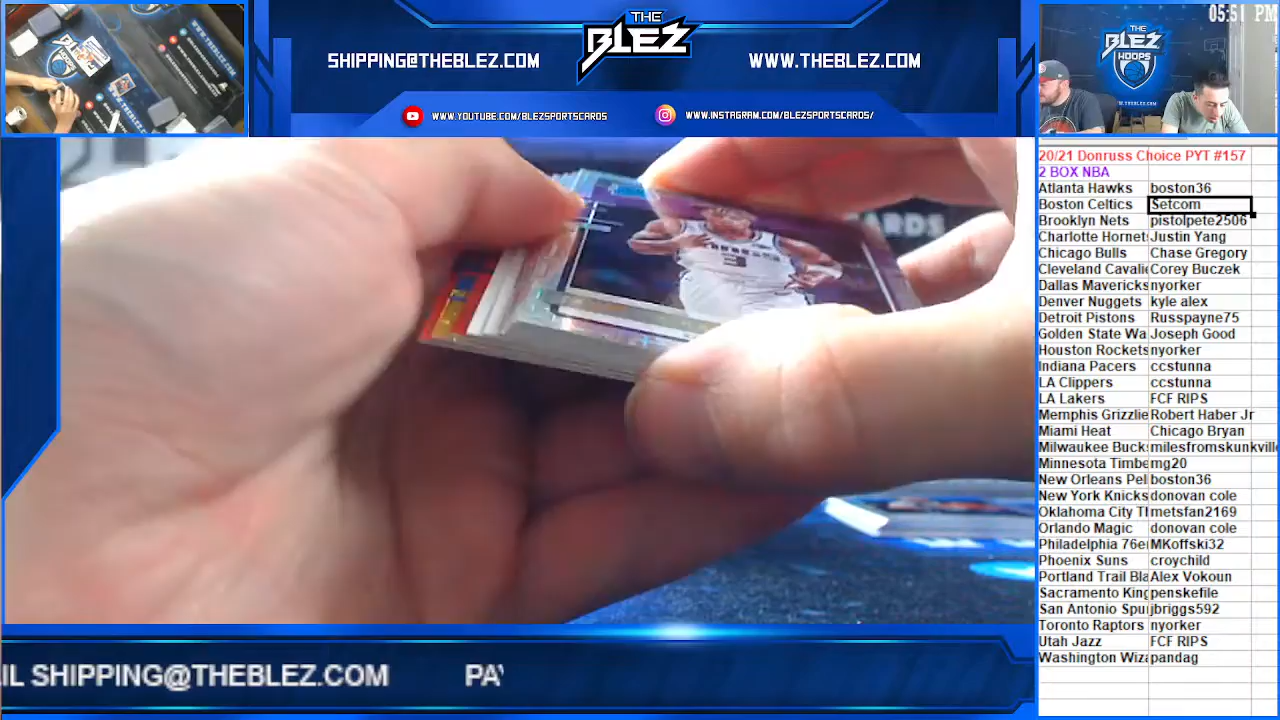 THE
BLEZ
SHIPPING@THEBLEZ.COM
WWW.THEBLEZ.COM
WWW.YOUTUBE.COM/BLEZSPORTSCARDS
WWW.INSTAGRAM.COM/BLEZSPORTSCARDS/
05:51 PM
THE
BLEZ
HOOPS
20/21 Donruss Choice PYT #157
2 BOX NBA
Atlanta Hawks boston36
Boston Celtics Setcom
Brooklyn Nets pistolpete2506
Charlotte Hornet Justin Yang
Chicago Bulls Chase Gregory
Cleveland Cavali Corey Buczek
Dallas Mavericks nyorker
Denver Nuggets kyle alex
Detroit Pistons Russpayne75
Golden State Wa Joseph Good
Houston Rockets nyorker
Indiana Pacers ccstunna
LA Clippers ccstunna
LA Lakers FCF RIPS
Memphis Grizzlie Robert Haber Jr
Miami Heat Chicago Bryan
Milwaukee Buck milesfromskunkville
Minnesota Timbe mg20
New Orleans Pel boston36
New York Knicks donovan cole
Oklahoma City T metsfan2169
Orlando Magic donovan cole
Philadelphia 76e MKoffski32
Phoenix Suns croychild
Portland Trail Bla Alex Vokoun
Sacramento King penskefile
San Antonio Spu jbriggs592
Toronto Raptors nyorker
Utah Jazz FCF RIPS
Washington Wiza pandag
3
CARDS
IL SHIPPING@THEBLEZ.COM PAY